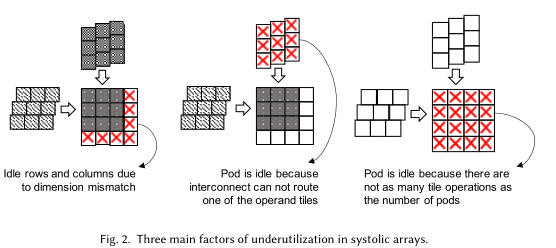 Idle rows and columns due
to dimension mismatch
Pod is idle because
interconnect can not route
one of the operand tiles
Pod is idle because there are
not as many tile operations as
the number of pods
Fig. 2. Three main factors of underutilization in systolic arrays.